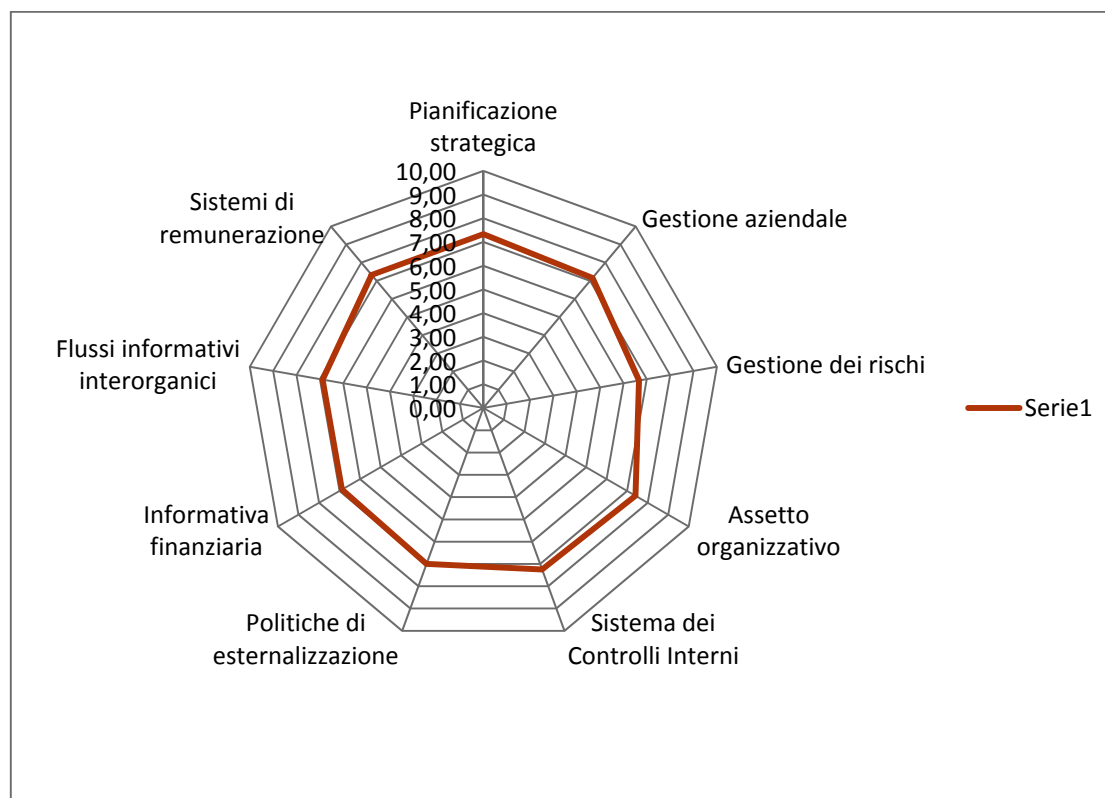 Pianificazione
strategica
10,00
9,00
8,00
7,00
6,00
5,00
4,00
3,00
2,00
1,00
0,00
Gestione aziendale
Gestione dei rischi
Assetto
organizzativo
Sistema dei
Controlli Interni
Politiche di
esternalizzazione
Informativa
finanziaria
Flussi informativi
interorganici
Sistemi di
remunerazione
Serie1